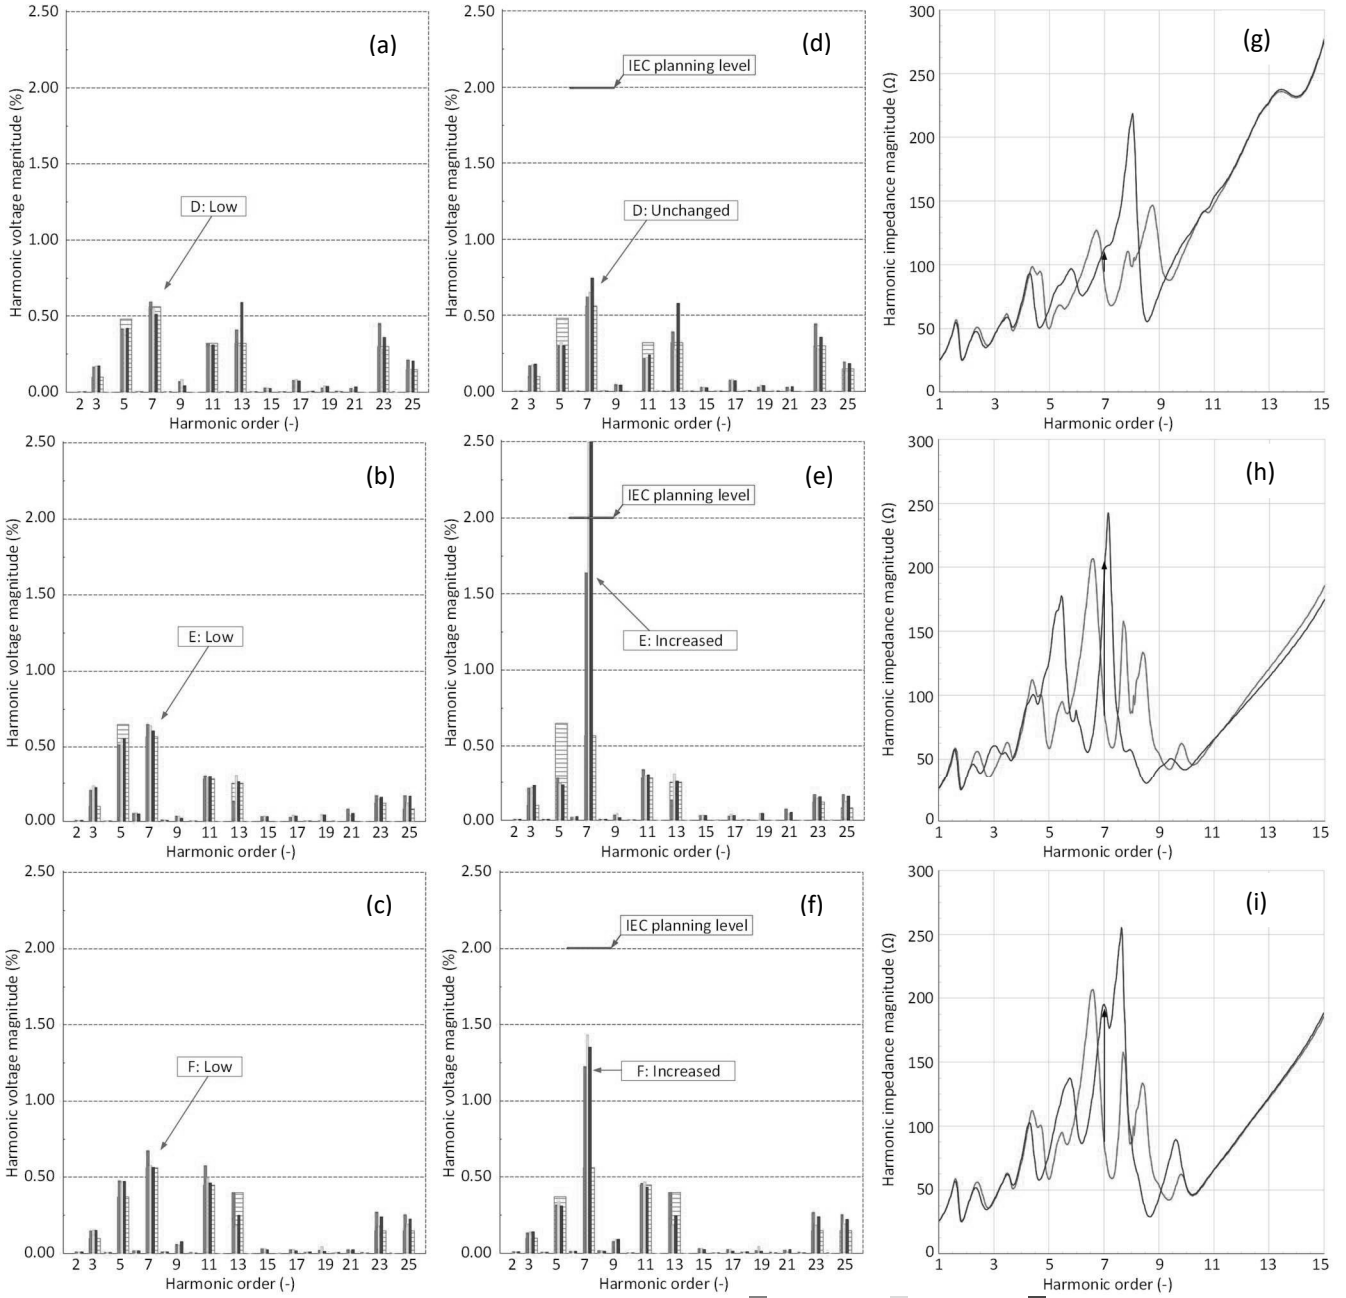 (a)
Harmonic voltage magnitude (%)
2.50
2.00
1.50
1.00
0.50
0.00
D: Low
2 3 5 7 9 11 13 15 17 19 21 23 25
Harmonic order (-)
(d)
Harmonic voltage magnitude (%)
2.50
2.00
1.50
1.00
0.50
0.00
IEC planning level
D: Unchanged
2 3 5 7 9 11 13 15 17 19 21 23 25
Harmonic order (-)
(g)
Harmonic impedance magnitude (Ω)
300
250
200
150
100
50
0
1 3 5 7 9 11 13 15
Harmonic order (-)
(b)
Harmonic voltage magnitude (%)
2.50
2.00
1.50
1.00
0.50
0.00
E: Low
2 3 5 7 9 11 13 15 17 19 21 23 25
Harmonic order (-)
(e)
Harmonic voltage magnitude (%)
2.50
2.00
1.50
1.00
0.50
0.00
IEC planning level
E: Increased
2 3 5 7 9 11 13 15 17 19 21 23 25
Harmonic order (-)
(h)
Harmonic impedance magnitude (Ω)
300
250
200
150
100
50
0
1 3 5 7 9 11 13 15
Harmonic order (-)
(c)
Harmonic voltage magnitude (%)
2.50
2.00
1.50
1.00
0.50
0.00
F: Low
2 3 5 7 9 11 13 15 17 19 21 23 25
Harmonic order (-)
(f)
Harmonic voltage magnitude (%)
2.50
2.00
1.50
1.00
0.50
0.00
IEC planning level
F: Increased
2 3 5 7 9 11 13 15 17 19 21 23 25
Harmonic order (-)
(i)
Harmonic impedance magnitude (Ω)
300
250
200
150
100
50
0
1 3 5 7 9 11 13 15
Harmonic order (-)